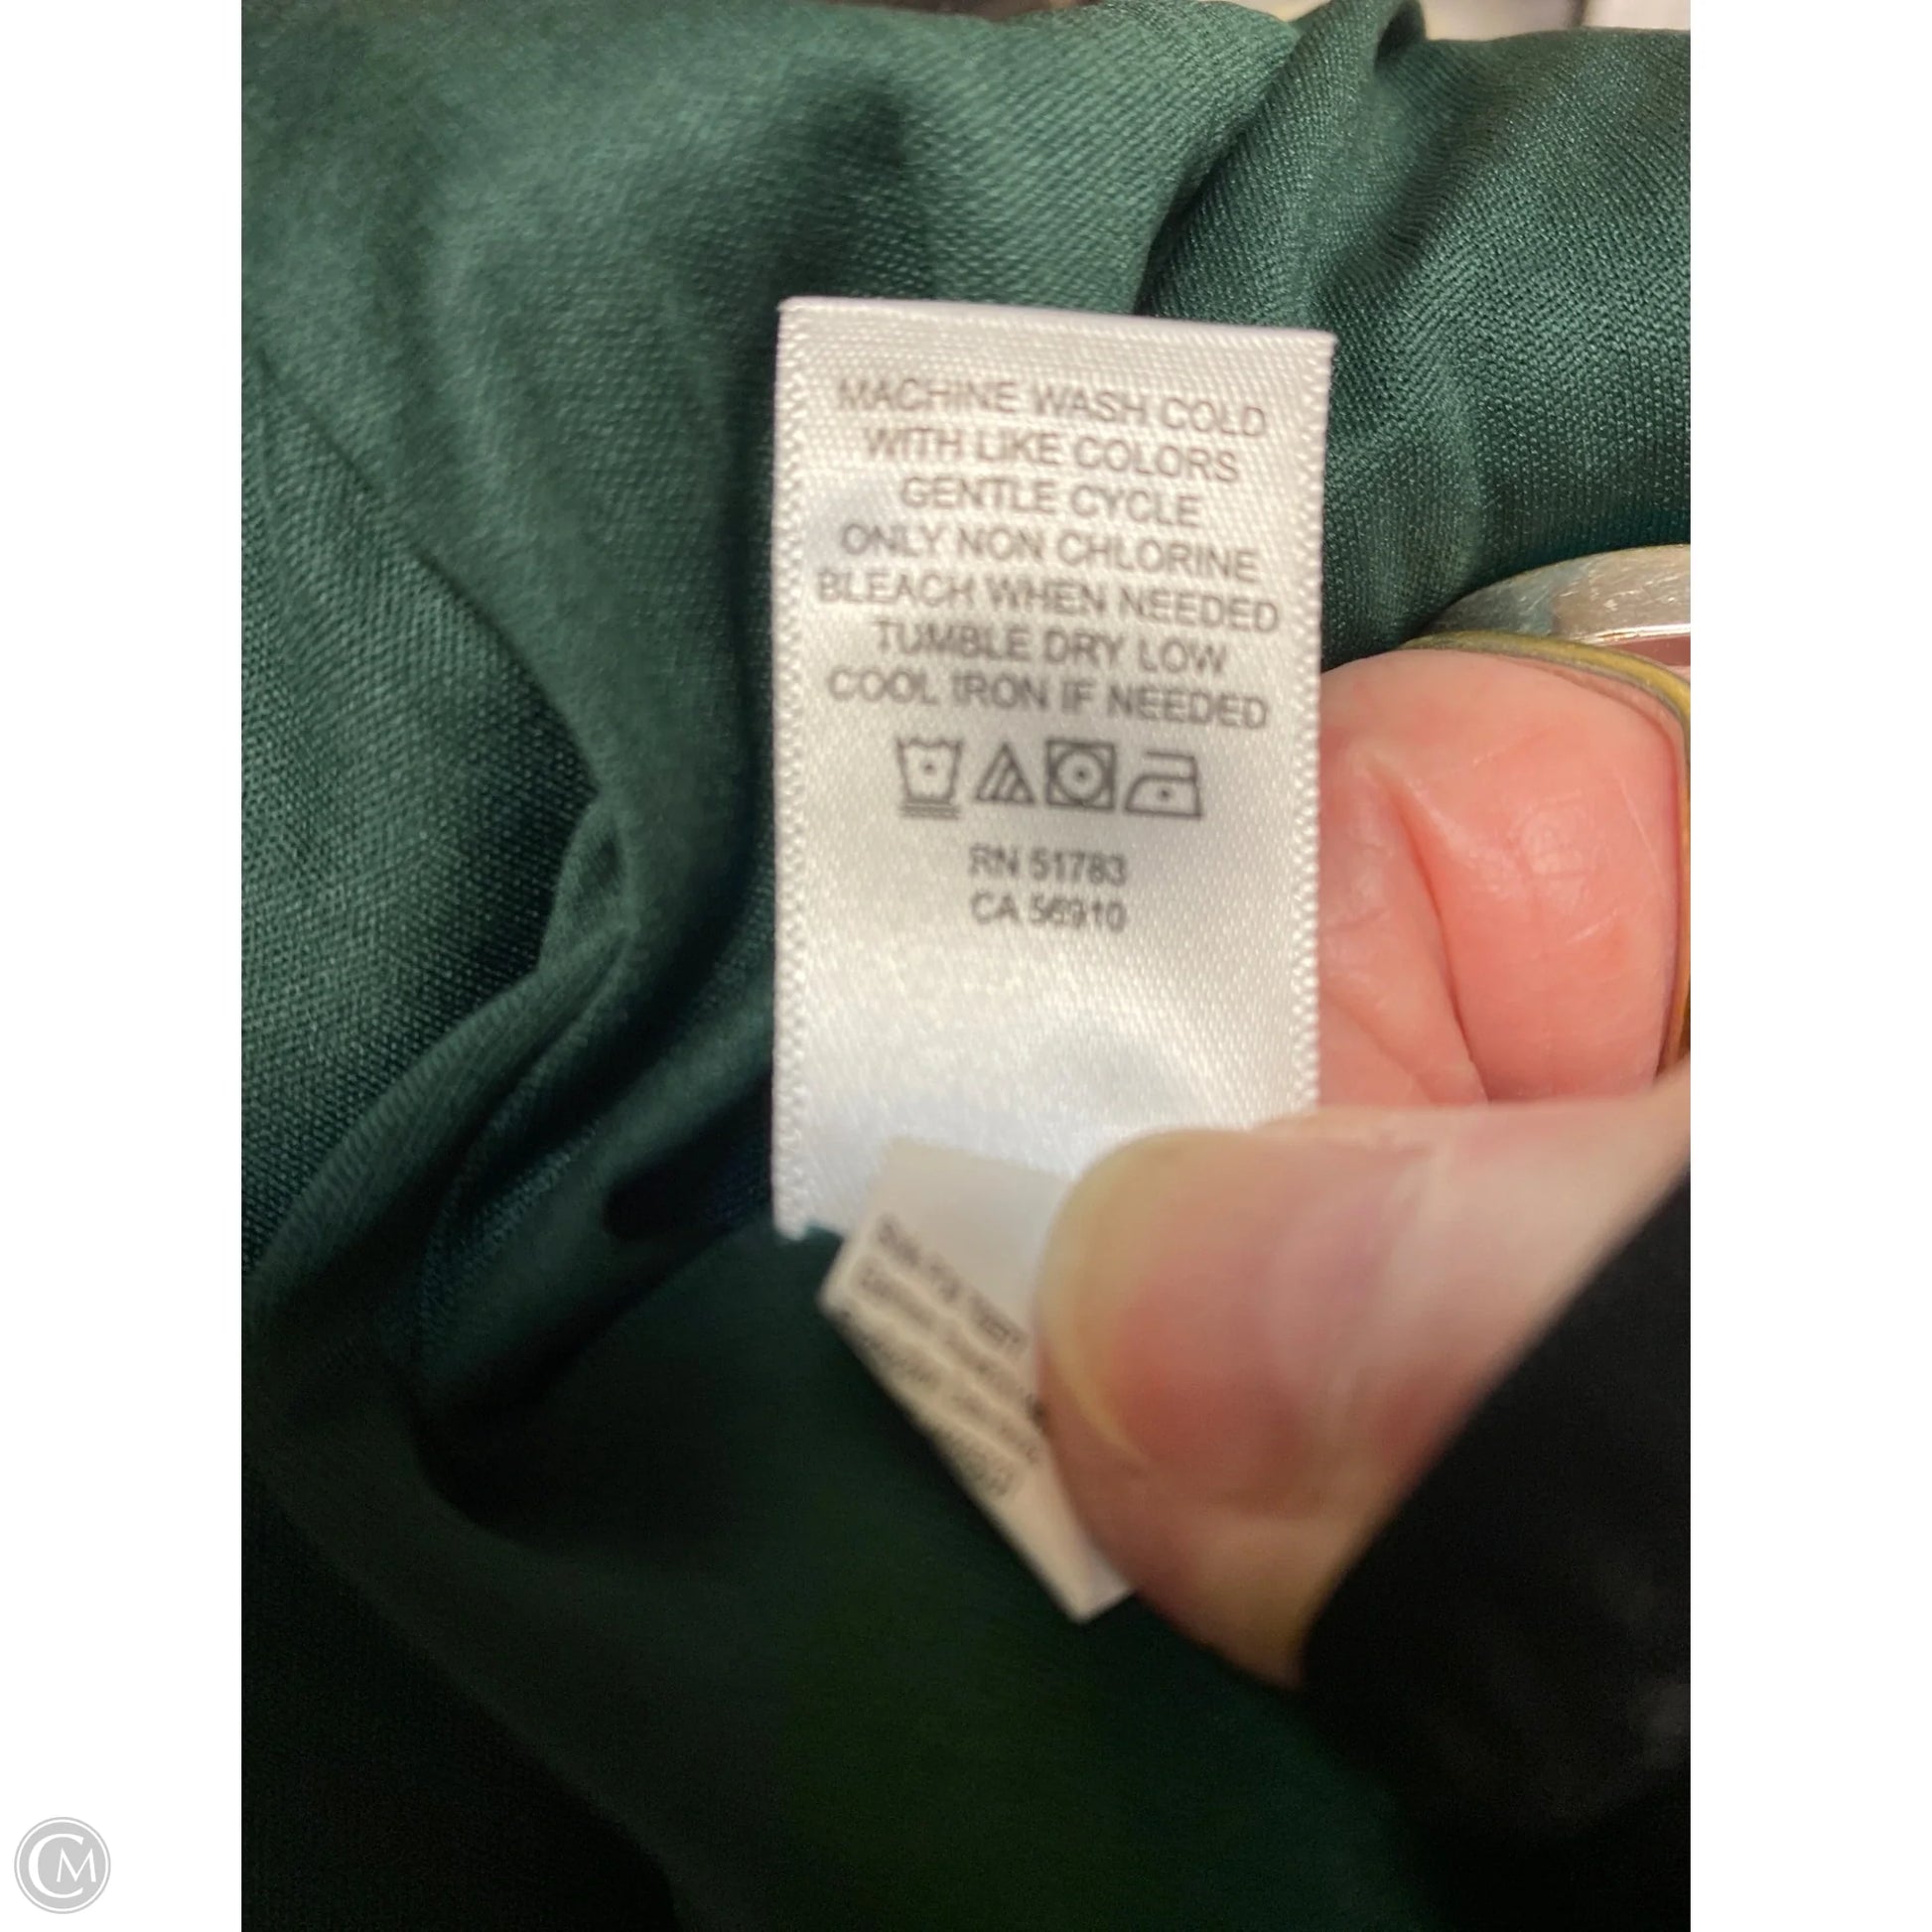 MACHINE WASH COLD
WITH LIKE COLORS
GENTLE CYCLE
ONLY NON CHLORINE
BLEACH WHEN NEEDED
TUMBLE DRY LOW
COOL IRON IF NEEDED
RN 51783
CA 56910
CM